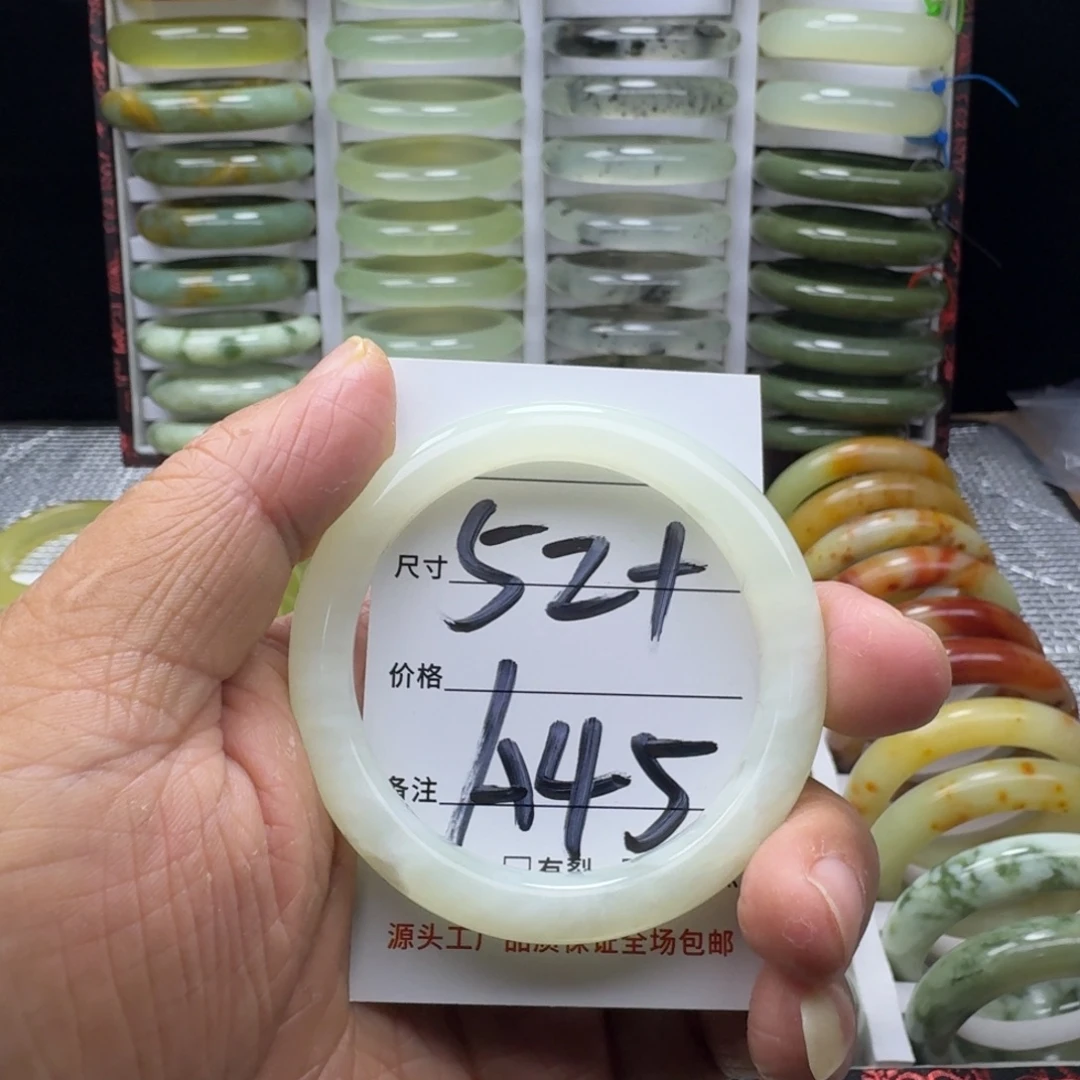 尺寸 52+
价格
备注 A45
□有裂
源头工厂品质保证全场包邮